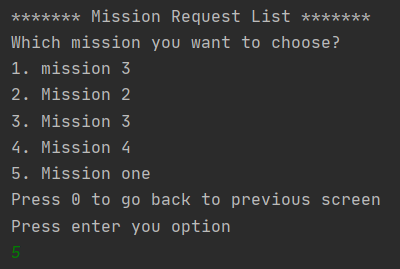 ******* Mission Request List *******
Which mission you want to choose?
1. mission 3
2. Mission 2
3. Mission 3
4. Mission 4
5. Mission one
Press 0 to go back to previous screen
Press enter you option
5